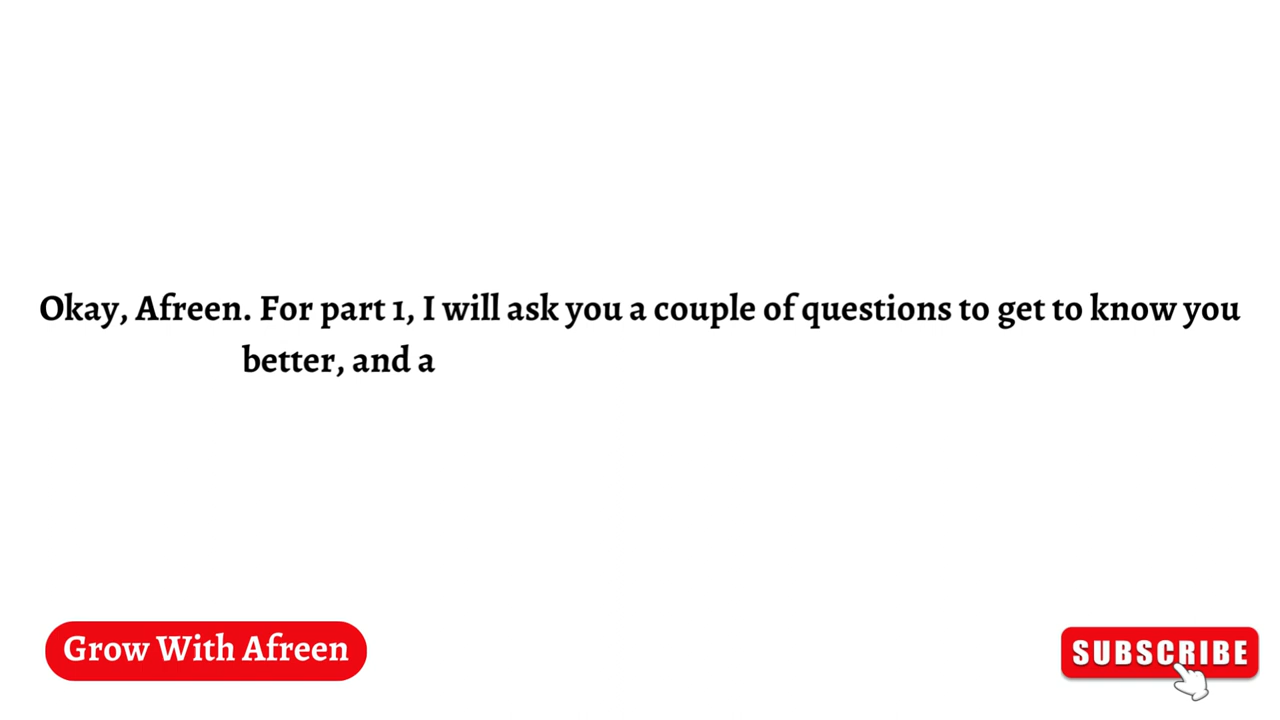 Okay, Afreen. For part 1, I will ask you a couple of questions to get to know you
better, and a
Grow With Afreen
SUBSCRIBE